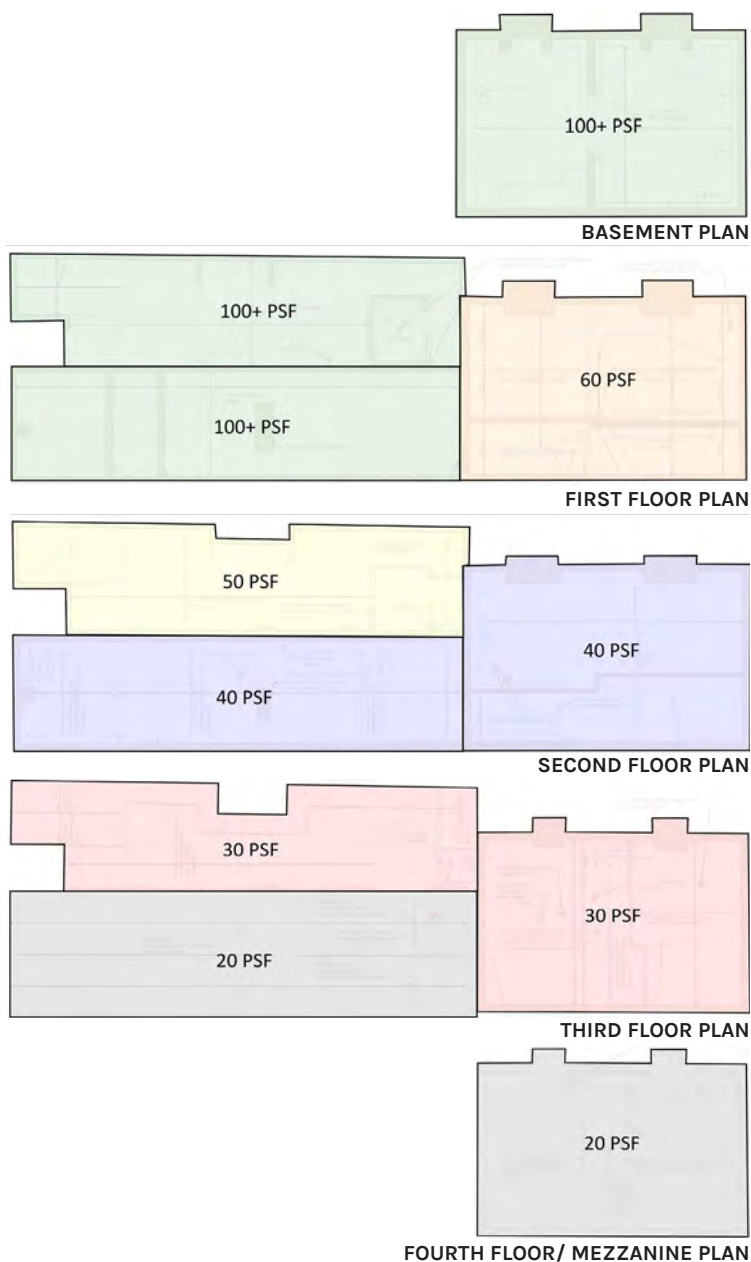 100+ PSF
BASEMENT PLAN
100+ PSF
60 PSF
100+ PSF
FIRST FLOOR PLAN
50 PSF
40 PSF
40 PSF
SECOND FLOOR PLAN
30 PSF
30 PSF
20 PSF
THIRD FLOOR PLAN
20 PSF
FOURTH FLOOR/ MEZZANINE PLAN